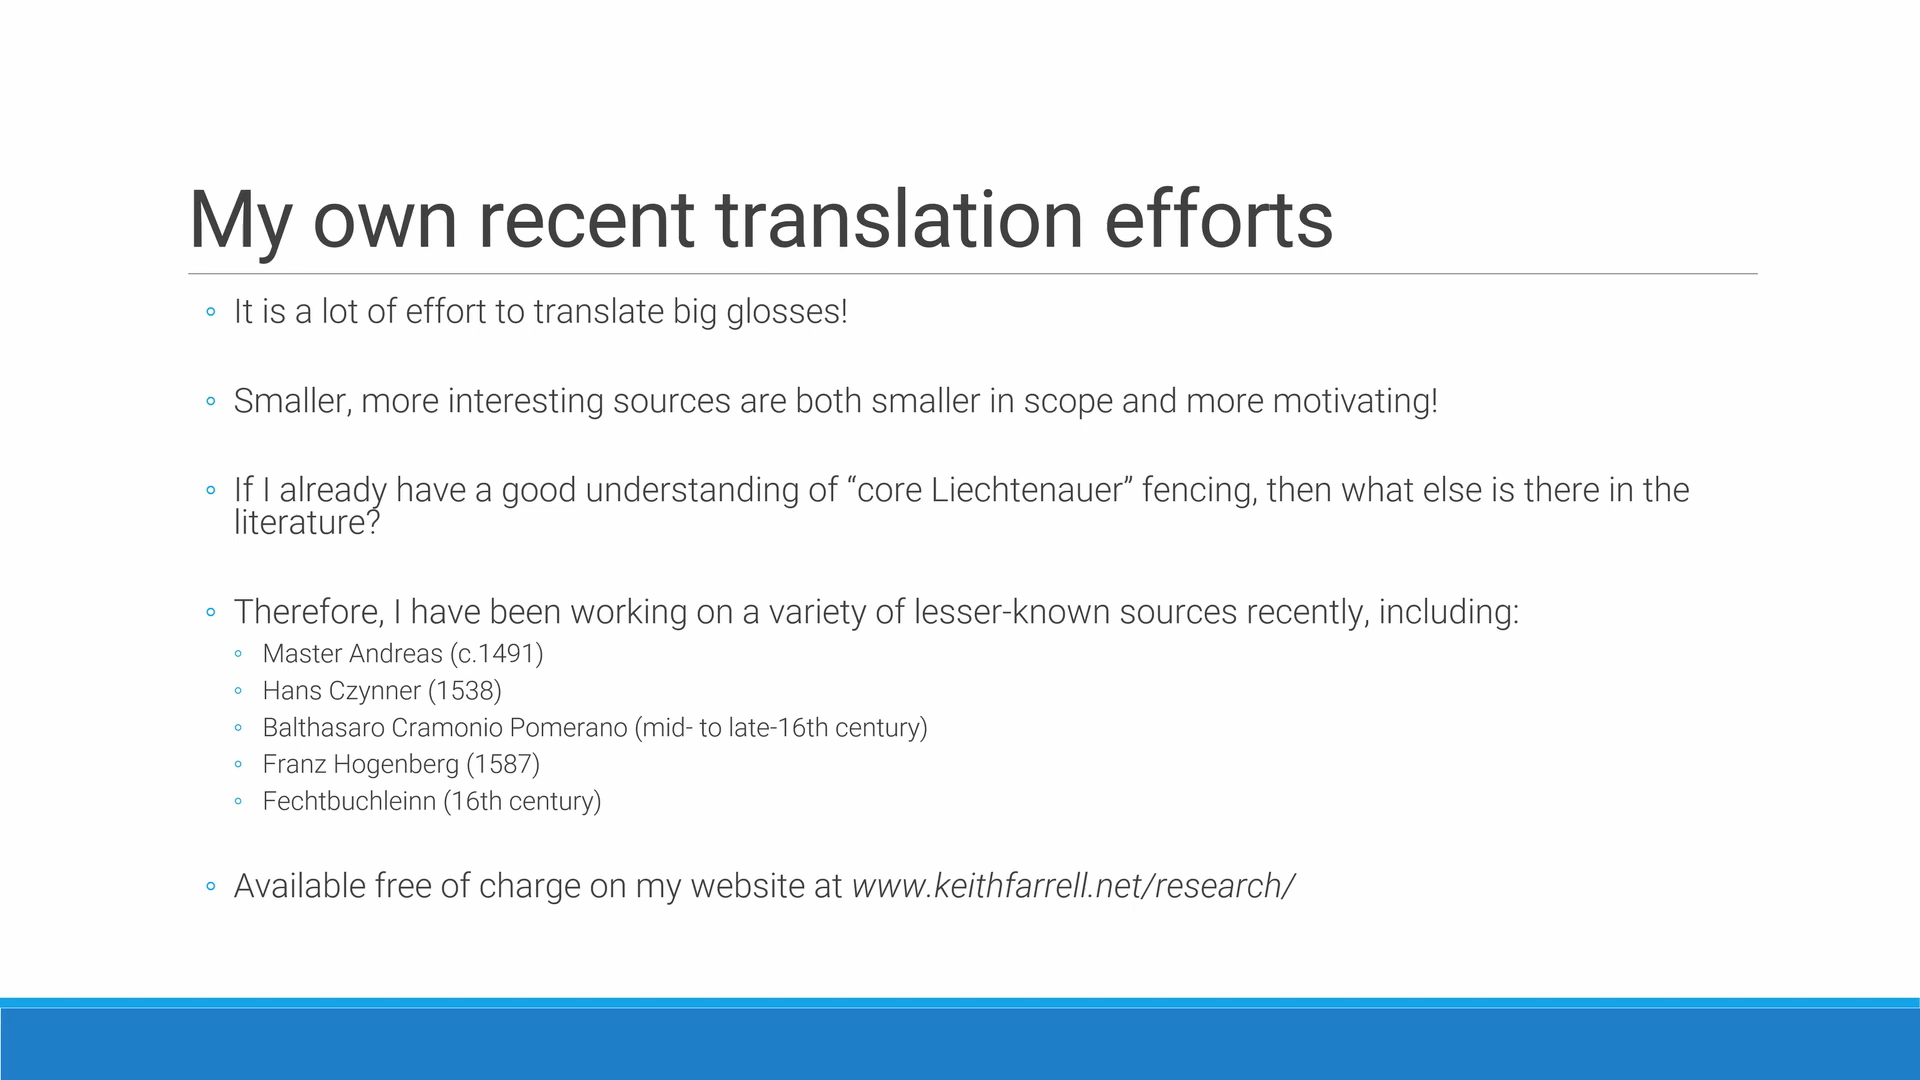 My own recent translation efforts
◦ It is a lot of effort to translate big glosses!
◦ Smaller, more interesting sources are both smaller in scope and more motivating!
◦ If I already have a good understanding of “core Liechtenauer” fencing, then what else is there in the
literature?
◦ Therefore, I have been working on a variety of lesser-known sources recently, including:
◦ Master Andreas (c.1491)
◦ Hans Czynner (1538)
◦ Balthasaro Cramonio Pomerano (mid- to late-16th century)
◦ Franz Hogenberg (1587)
◦ Fechtbuchleinn (16th century)
◦ Available free of charge on my website at www.keithfarrell.net/research/